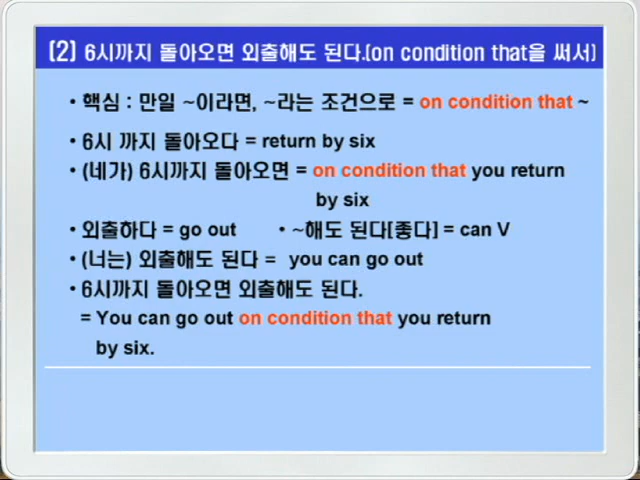 (2) 6시까지 돌아오면 외출해도 된다.(on condition that을 써서)
• 핵심 : 만일 ~이라면, ~라는 조건으로 = on condition that ~
• 6시 까지 돌아오다 = return by six
• (네가) 6시까지 돌아오면 = on condition that you return
by six
• 외출하다 = go out • ~해도 된다[좋다] = can V
• (너는) 외출해도 된다 = you can go out
• 6시까지 돌아오면 외출해도 된다.
= You can go out on condition that you return
by six.